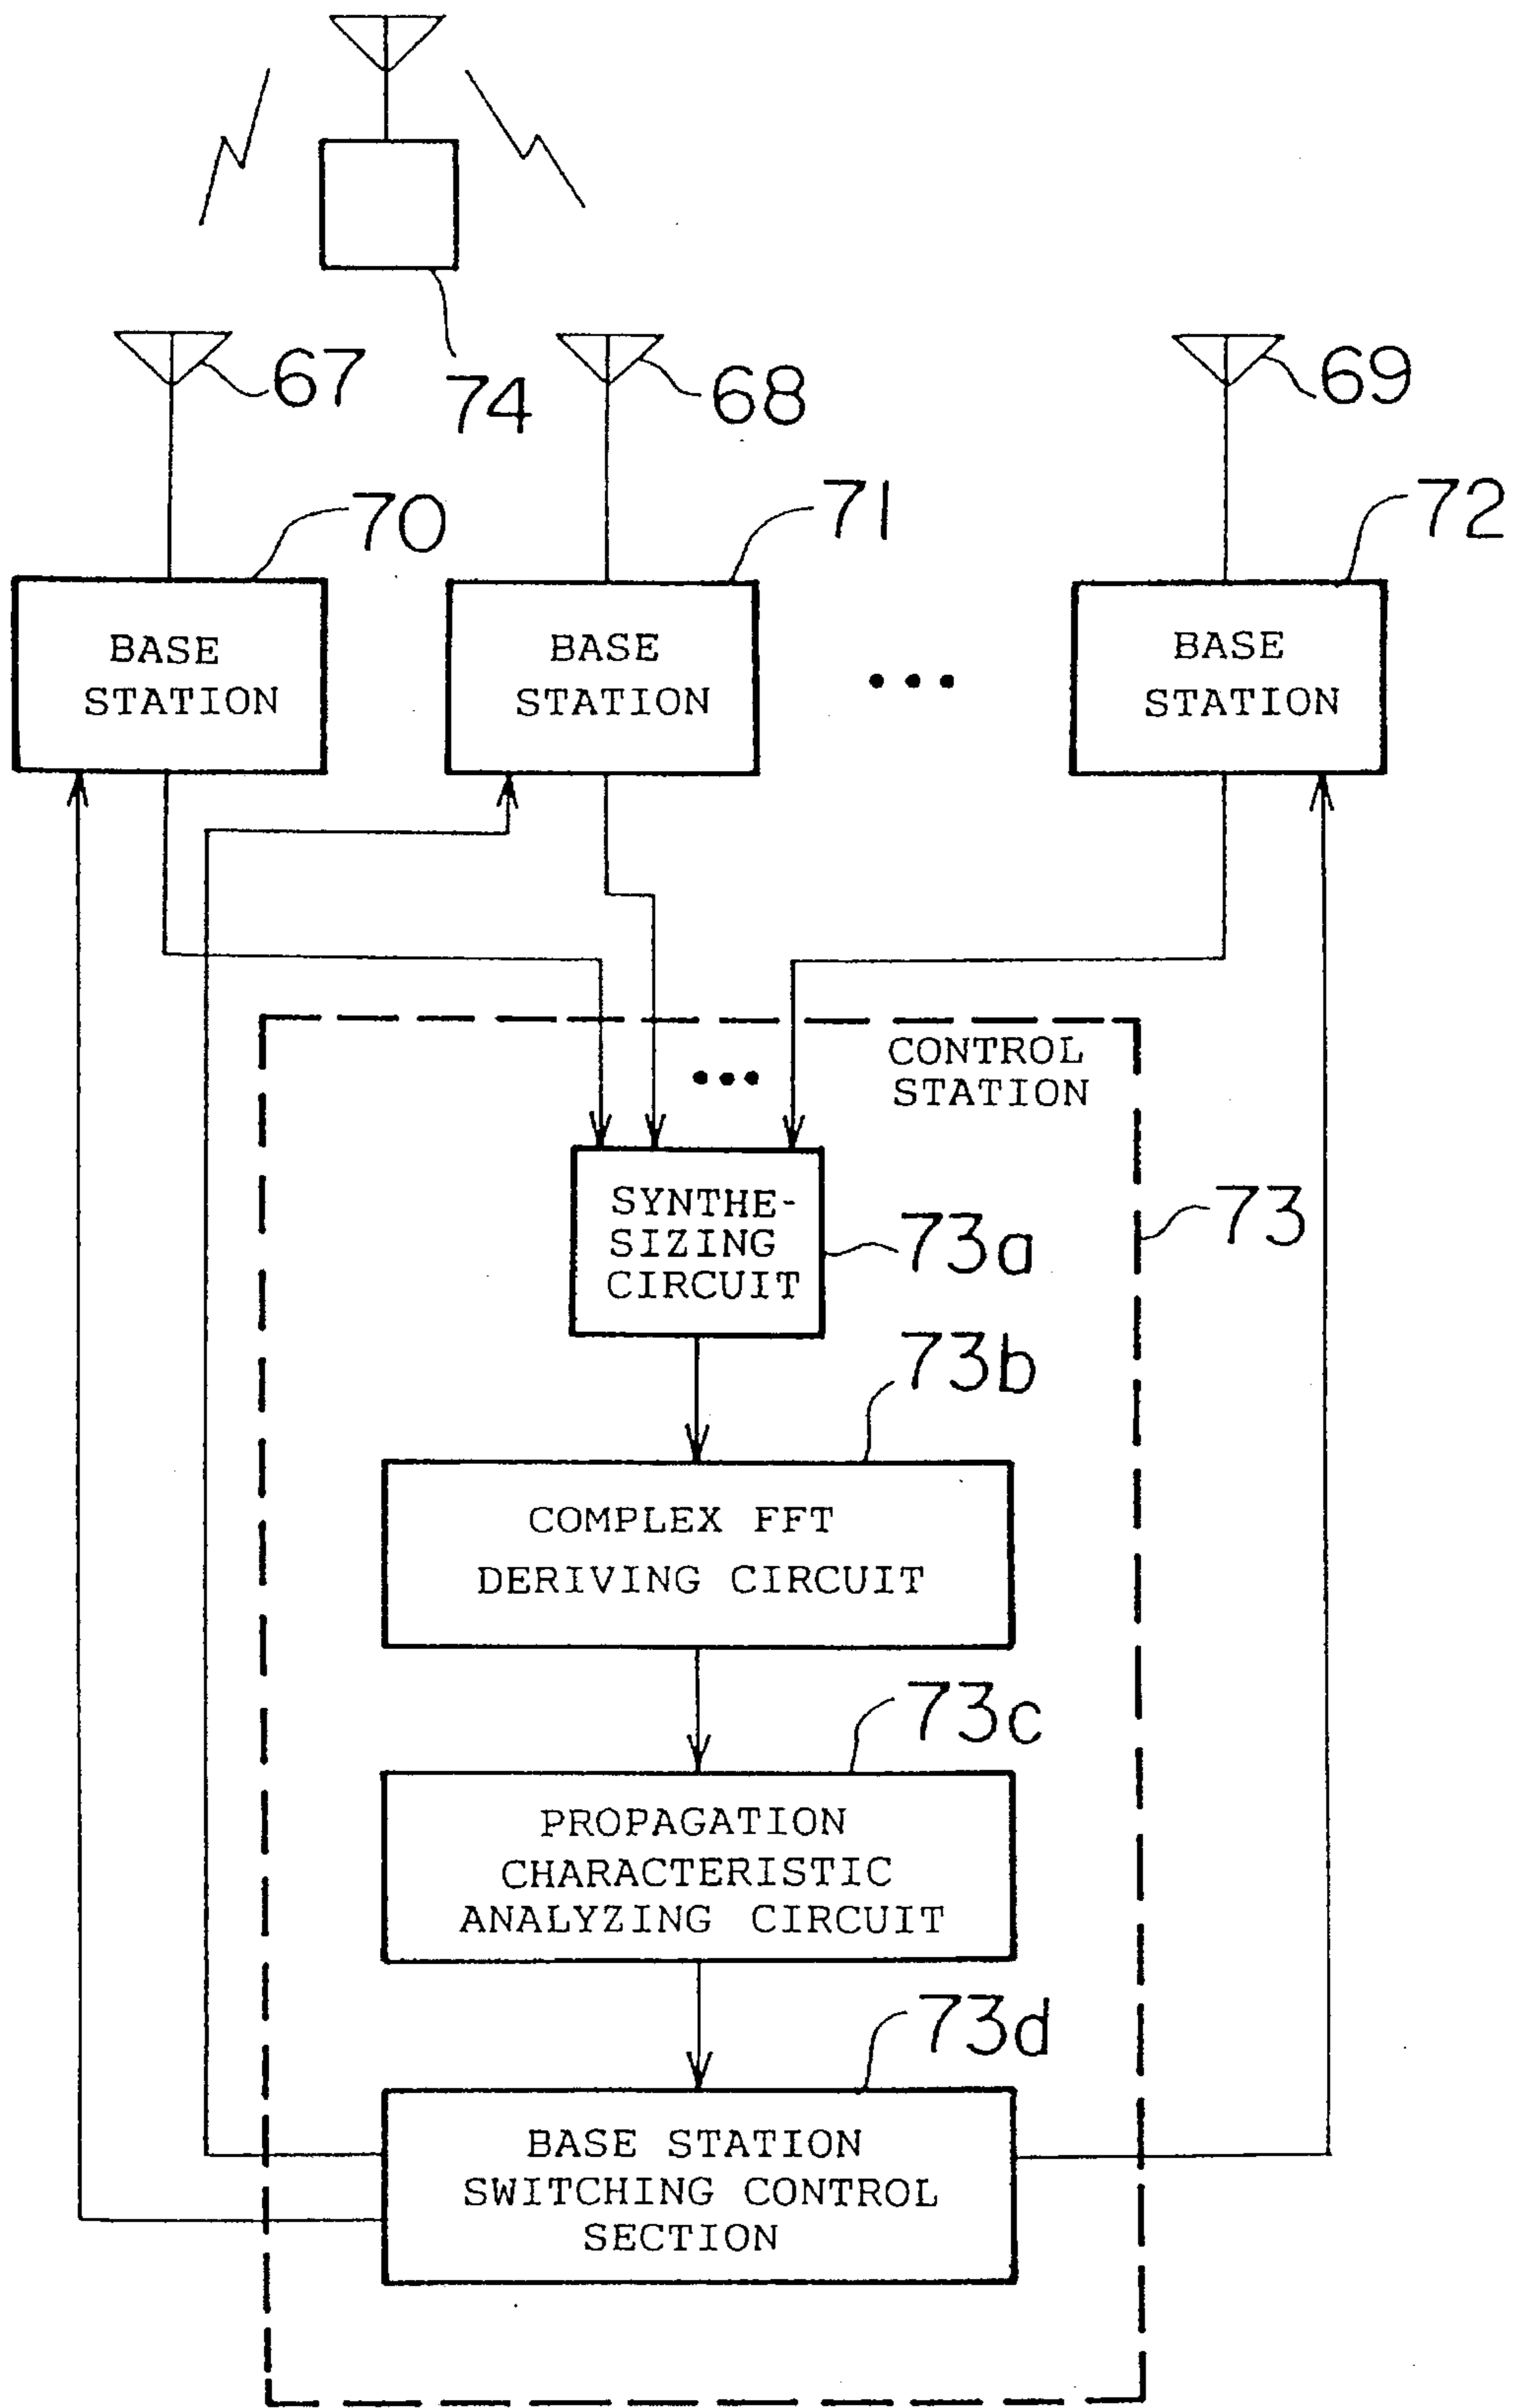 67
74
68
69
70
71
72
BASE
STATION
BASE
STATION
BASE
STATION
CONTROL
STATION
SYNTHE-
SIZING
CIRCUIT
73a
73
73b
COMPLEX FFT
DERIVING CIRCUIT
73c
PROPAGATION
CHARACTERISTIC
ANALYZING CIRCUIT
73d
BASE STATION
SWITCHING CONTROL
SECTION